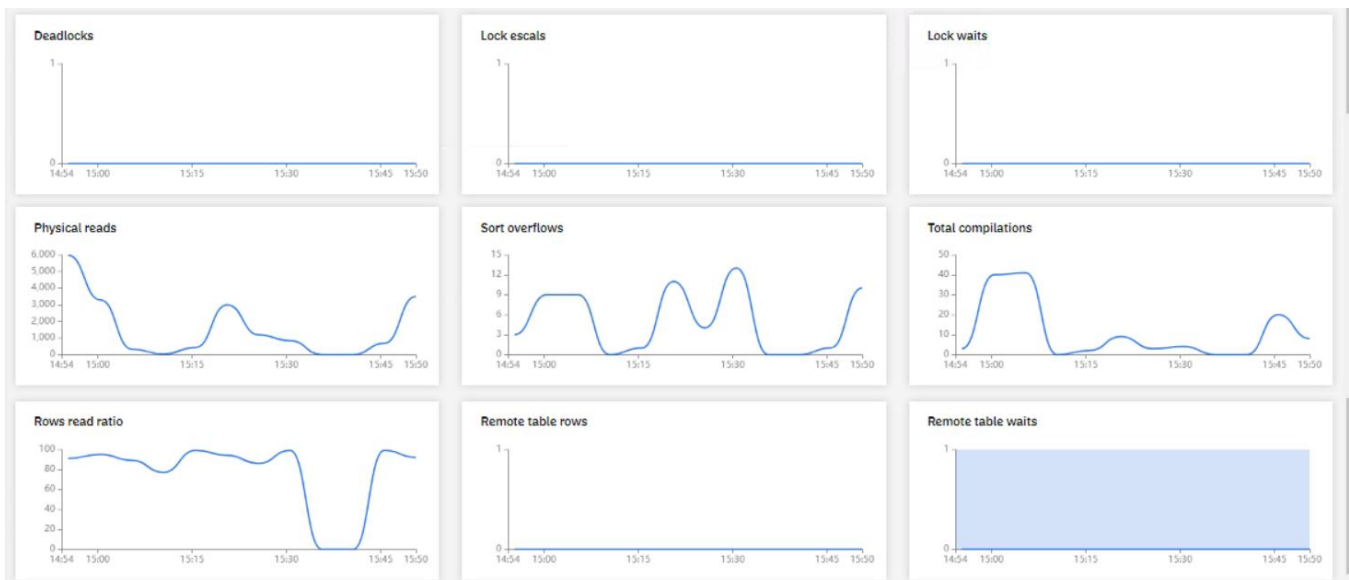 Deadlocks
1
0
14:54 15:00 15:15 15:30 15:45 15:50
Lock escals
1
0
14:54 15:00 15:15 15:30 15:45 15:50
Lock waits
1
0
14:54 15:00 15:15 15:30 15:45 15:50
Physical reads
6,000
5,000
4,000
3,000
2,000
1,000
0
14:54 15:00 15:15 15:30 15:45 15:50
Sort overflows
15
12
9
6
3
0
14:54 15:00 15:15 15:30 15:45 15:50
Total compilations
50
40
30
20
10
0
14:54 15:00 15:15 15:30 15:45 15:50
Rows read ratio
100
80
60
40
20
0
14:54 15:00 15:15 15:30 15:45 15:50
Remote table rows
1
0
14:54 15:00 15:15 15:30 15:45 15:50
Remote table waits
1
0
14:54 15:00 15:15 15:30 15:45 15:50